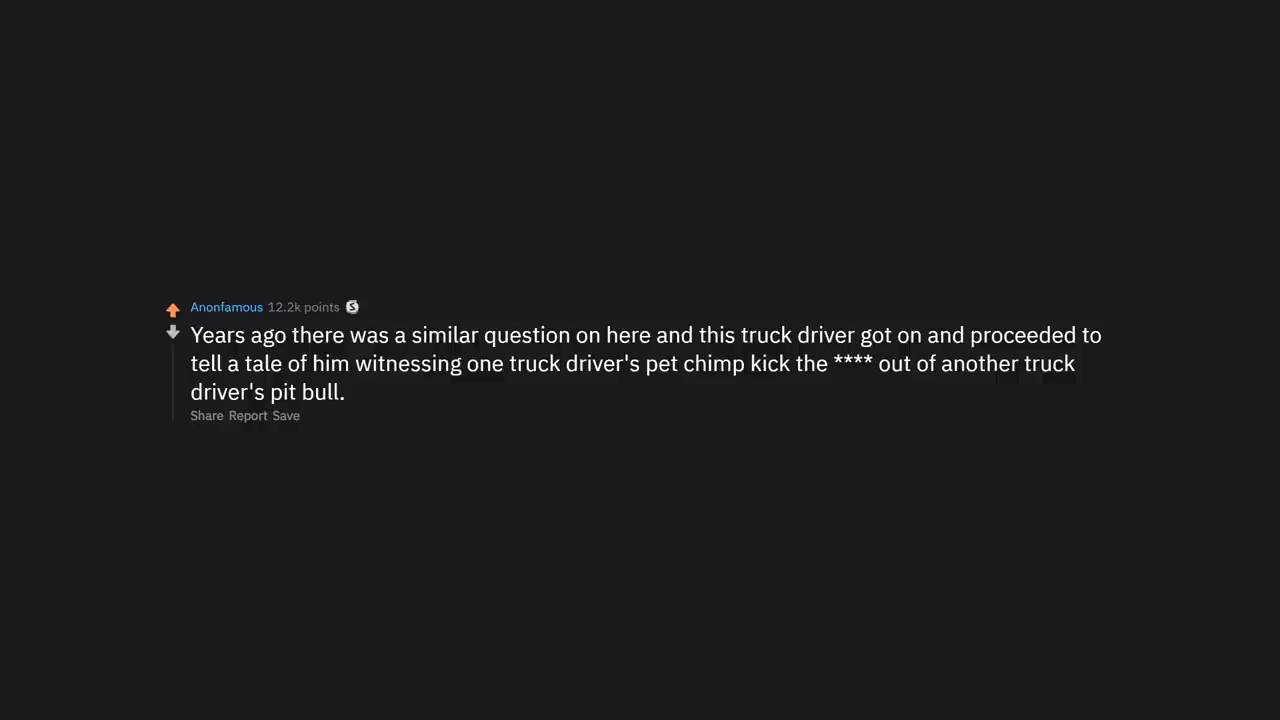 Anonfamous 12.2k points S
Years ago there was a similar question on here and this truck driver got on and proceeded to
tell a tale of him witnessing one truck driver's pet chimp kick the **** out of another truck
driver's pit bull.
Share Report Save